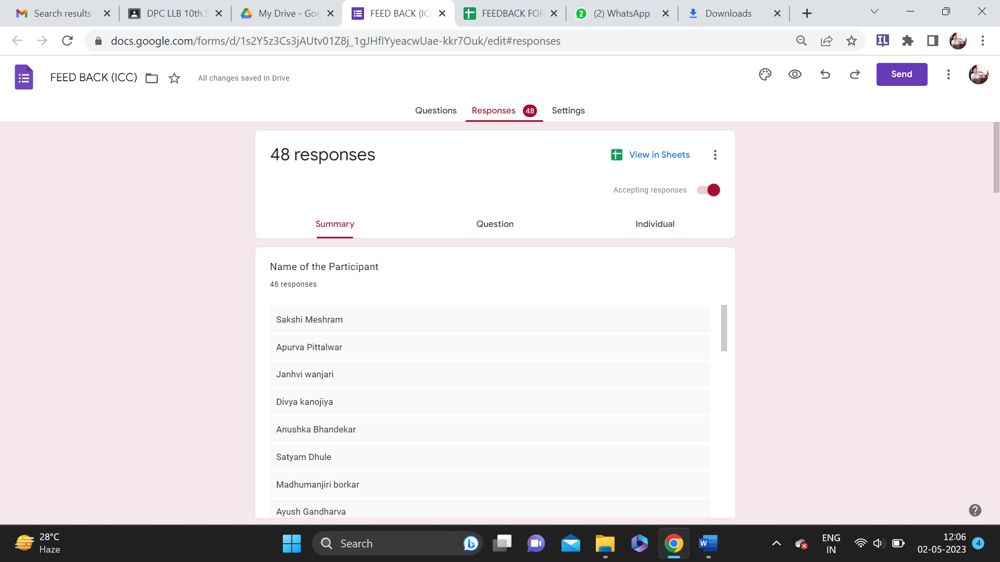 Search results -
DPC LLB 10th S
My Drive - Goo
FEED BACK (ICC
FEEDBACK FOR
(2) WhatsApp
Downloads
docs.google.com/forms/d/1s2Y5z3Cs3jAUtv01Z8j_1gJHflYyeacwUae-kkr7Ouk/edit#responses
FEED BACK (ICC)
All changes saved in Drive
Send
Questions
Responses 48
Settings
48 responses
View in Sheets
Accepting responses
Summary
Question
Individual
Name of the Participant
48 responses
Sakshi Meshram
Apurva Pittalwar
Janhvi wanjari
Divya kanojiya
Anushka Bhandekar
Satyam Dhule
Madhumanjiri borkar
Ayush Gandharva
28°C
Haze
Search
ENG
IN
12:06
02-05-2023
4